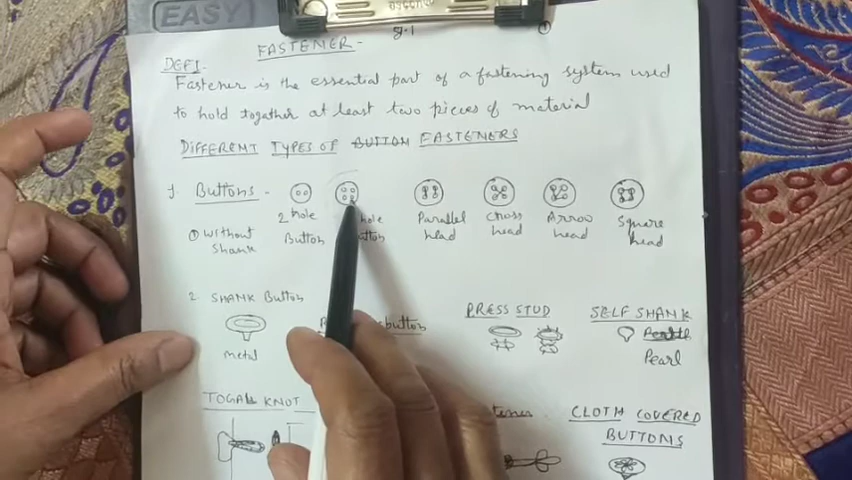 EASY
FASTENER -
DEFI.
Fastener is the essential part of a fastening system used
to hold together at least two pieces of material
DIFFERENT TYPES OF BUTTON FASTENERS
1. Buttons -
① without Shank
2 hole Button
hole
Parallel head
Cross head
Arrow head
Square head
2. SHANK Button
metal
button
PRESS STUD
SELF SHANK
Pearl
TOGAL KNOT
CLOTH COVERED
BUTTONS